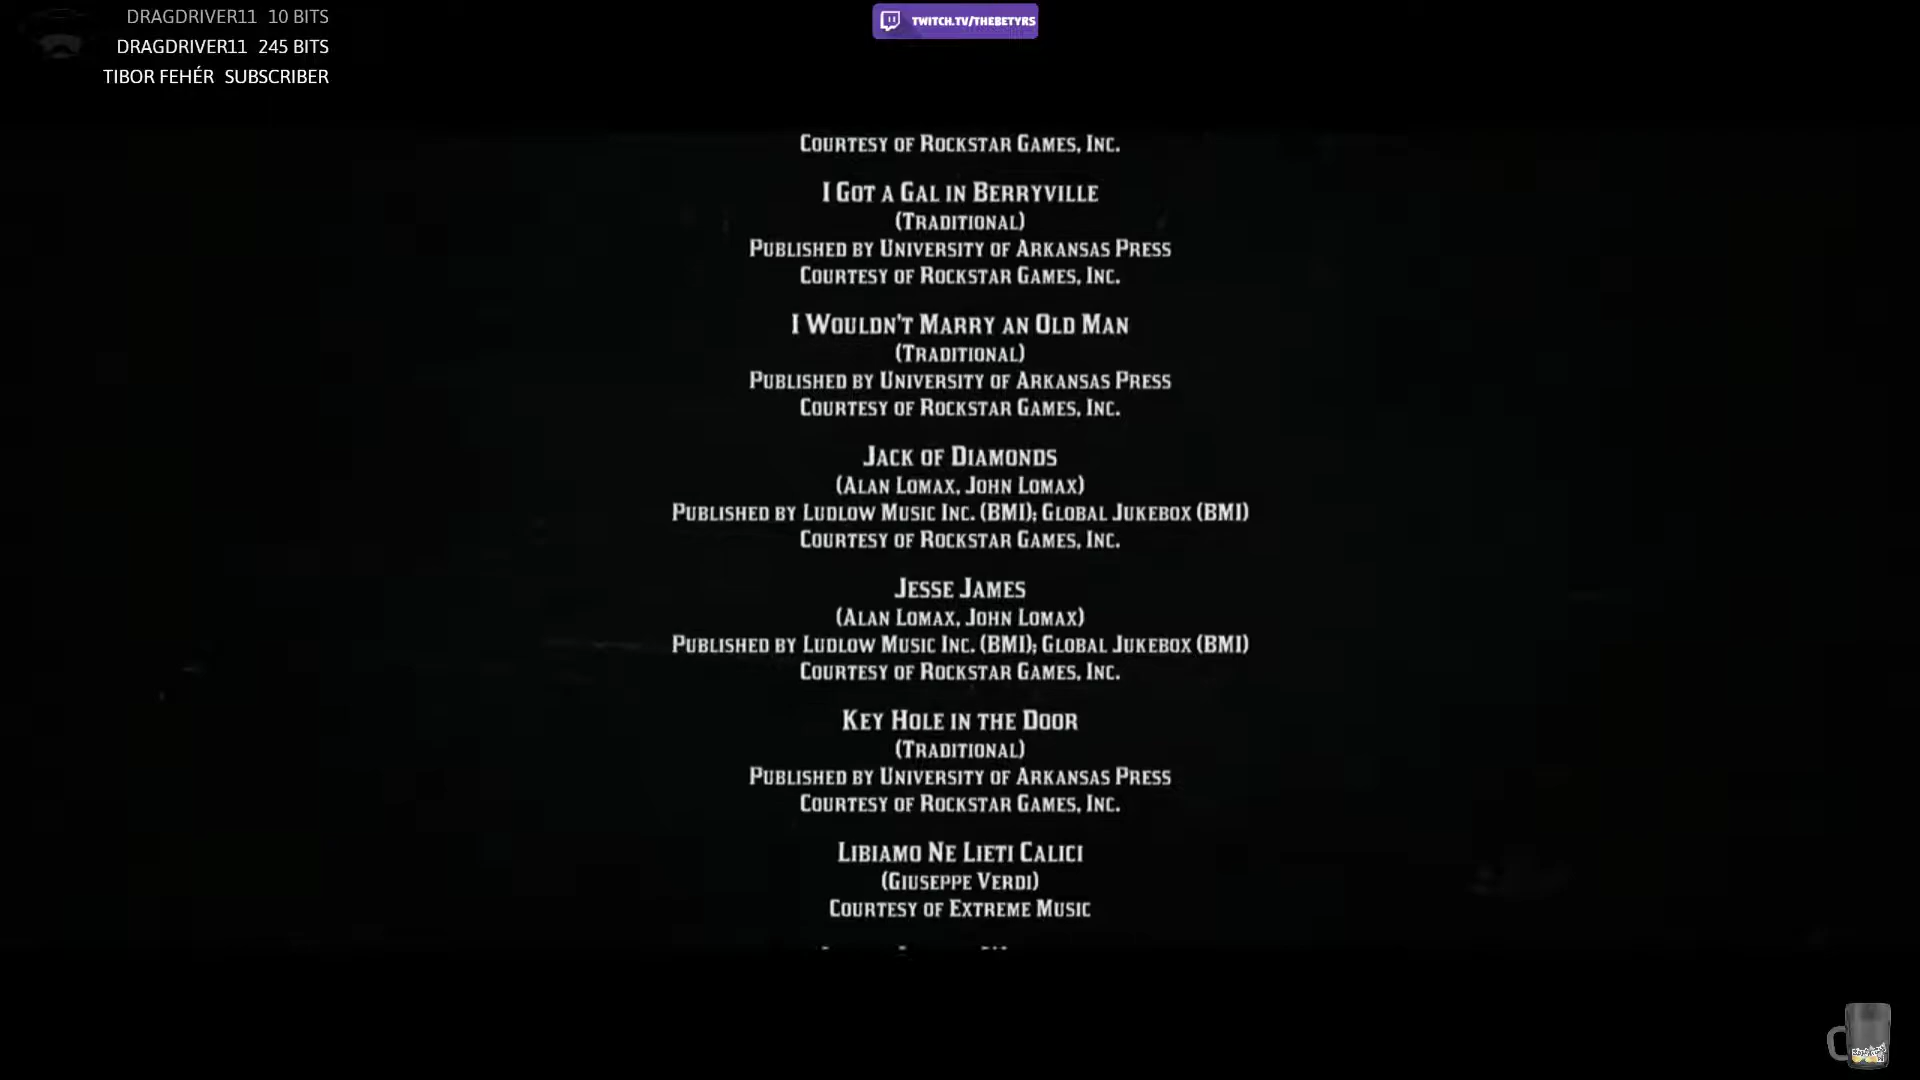 DRAGDRIVER11 10 BITS
DRAGDRIVER11 245 BITS
TIBOR FEHÉR SUBSCRIBER
TWITCH.TV/THEBETYRS
COURTESY OF ROCKSTAR GAMES, INC.
I GOT A GAL IN BERRYVILLE
(TRADITIONAL)
PUBLISHED BY UNIVERSITY OF ARKANSAS PRESS
COURTESY OF ROCKSTAR GAMES, INC.
I WOULDN'T MARRY AN OLD MAN
(TRADITIONAL)
PUBLISHED BY UNIVERSITY OF ARKANSAS PRESS
COURTESY OF ROCKSTAR GAMES, INC.
JACK OF DIAMONDS
(ALAN LOMAX, JOHN LOMAX)
PUBLISHED BY LUDLOW MUSIC INC. (BMI); GLOBAL JUKEBOX (BMI)
COURTESY OF ROCKSTAR GAMES, INC.
JESSE JAMES
(ALAN LOMAX, JOHN LOMAX)
PUBLISHED BY LUDLOW MUSIC INC. (BMI); GLOBAL JUKEBOX (BMI)
COURTESY OF ROCKSTAR GAMES, INC.
KEY HOLE IN THE DOOR
(TRADITIONAL)
PUBLISHED BY UNIVERSITY OF ARKANSAS PRESS
COURTESY OF ROCKSTAR GAMES, INC.
LIBIAMO NE LIETI CALICI
(GIUSEPPE VERDI)
COURTESY OF EXTREME MUSIC